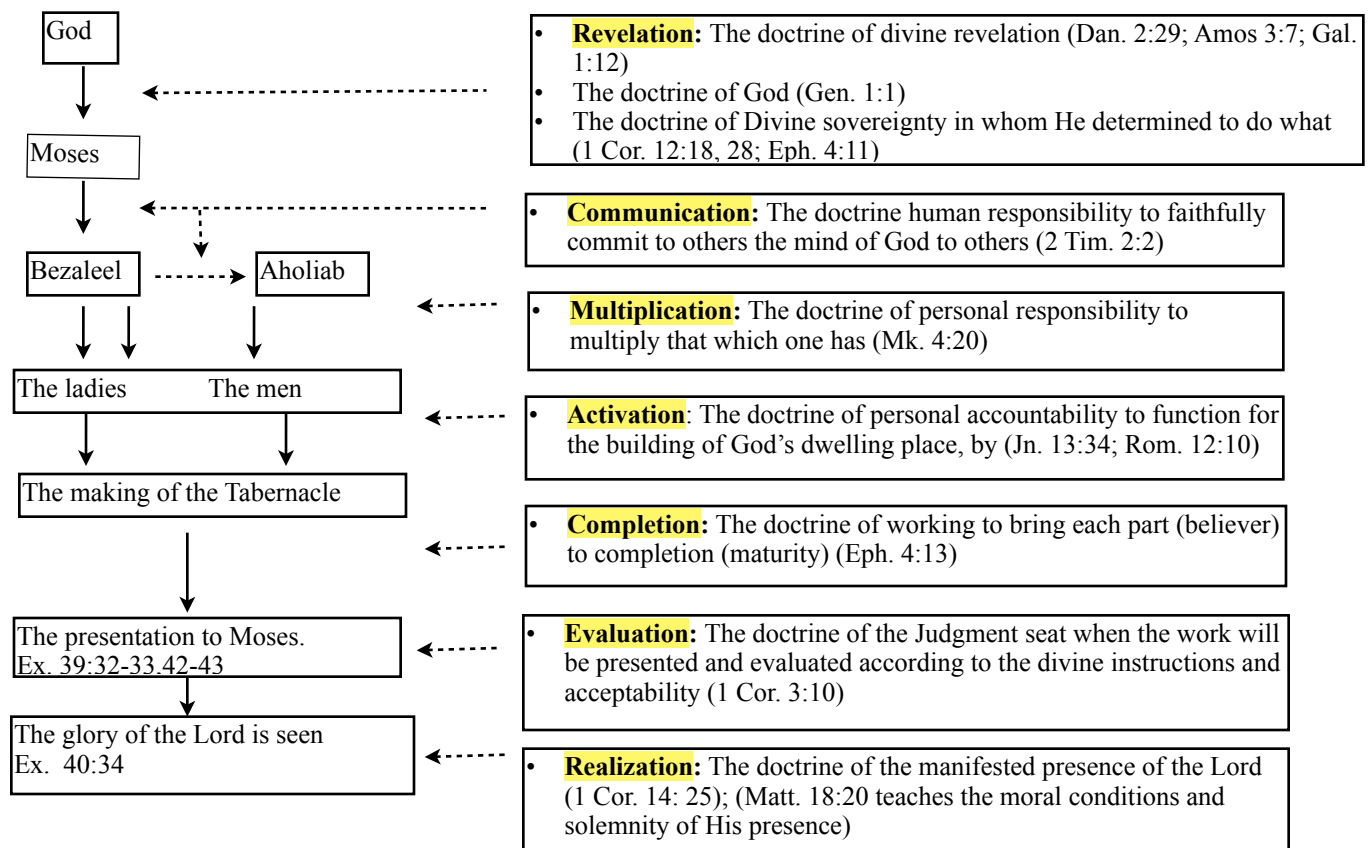 God
Moses
Bezaleel
Aholiab
The ladies The men
The making of the Tabernacle
The presentation to Moses.
Ex. 39:32-33.42-43
The glory of the Lord is seen
Ex. 40:34
• Revelation: The doctrine of divine revelation (Dan. 2:29; Amos 3:7; Gal.
1:12)
• The doctrine of God (Gen. 1:1)
• The doctrine of Divine sovereignty in whom He determined to do what
(1 Cor. 12:18, 28; Eph. 4:11)
• Communication: The doctrine human responsibility to faithfully
commit to others the mind of God to others (2 Tim. 2:2)
• Multiplication: The doctrine of personal responsibility to
multiply that which one has (Mk. 4:20)
• Activation: The doctrine of personal accountability to function for
the building of God’s dwelling place, by (Jn. 13:34; Rom. 12:10)
• Completion: The doctrine of working to bring each part (believer)
to completion (maturity) (Eph. 4:13)
• Evaluation: The doctrine of the Judgment seat when the work will
be presented and evaluated according to the divine instructions and
acceptability (1 Cor. 3:10)
• Realization: The doctrine of the manifested presence of the Lord
(1 Cor. 14: 25); (Matt. 18:20 teaches the moral conditions and
solemnity of His presence)